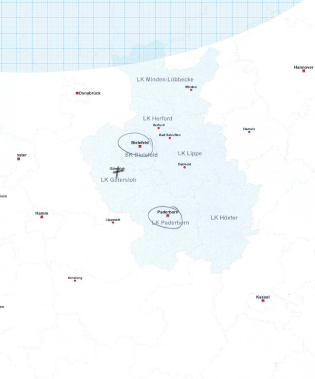 Hannover
LK Minden-Lübbecke
Minden
Osnabrück
LK Herford
Herford
Bad Salzuflen
Hameln
Bielefeld
SK Bielefeld
LK Lippe
Detmold
Gütersloh
LK Gütersloh
Hamm
Paderborn
Lippstadt
LK Paderborn
LK Höxter
Arnsberg
Kassel